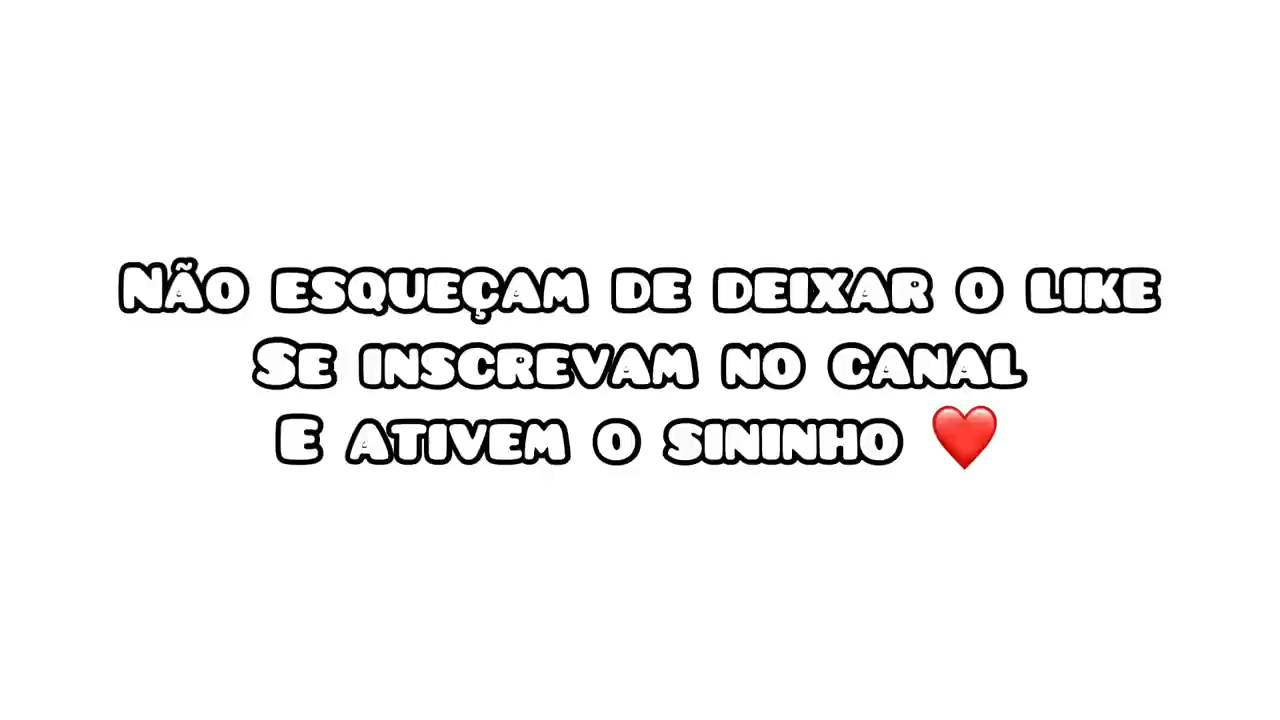 Não esqueçam de deixar o like
Se inscrevam no canal
E ativem o sininho ❤️